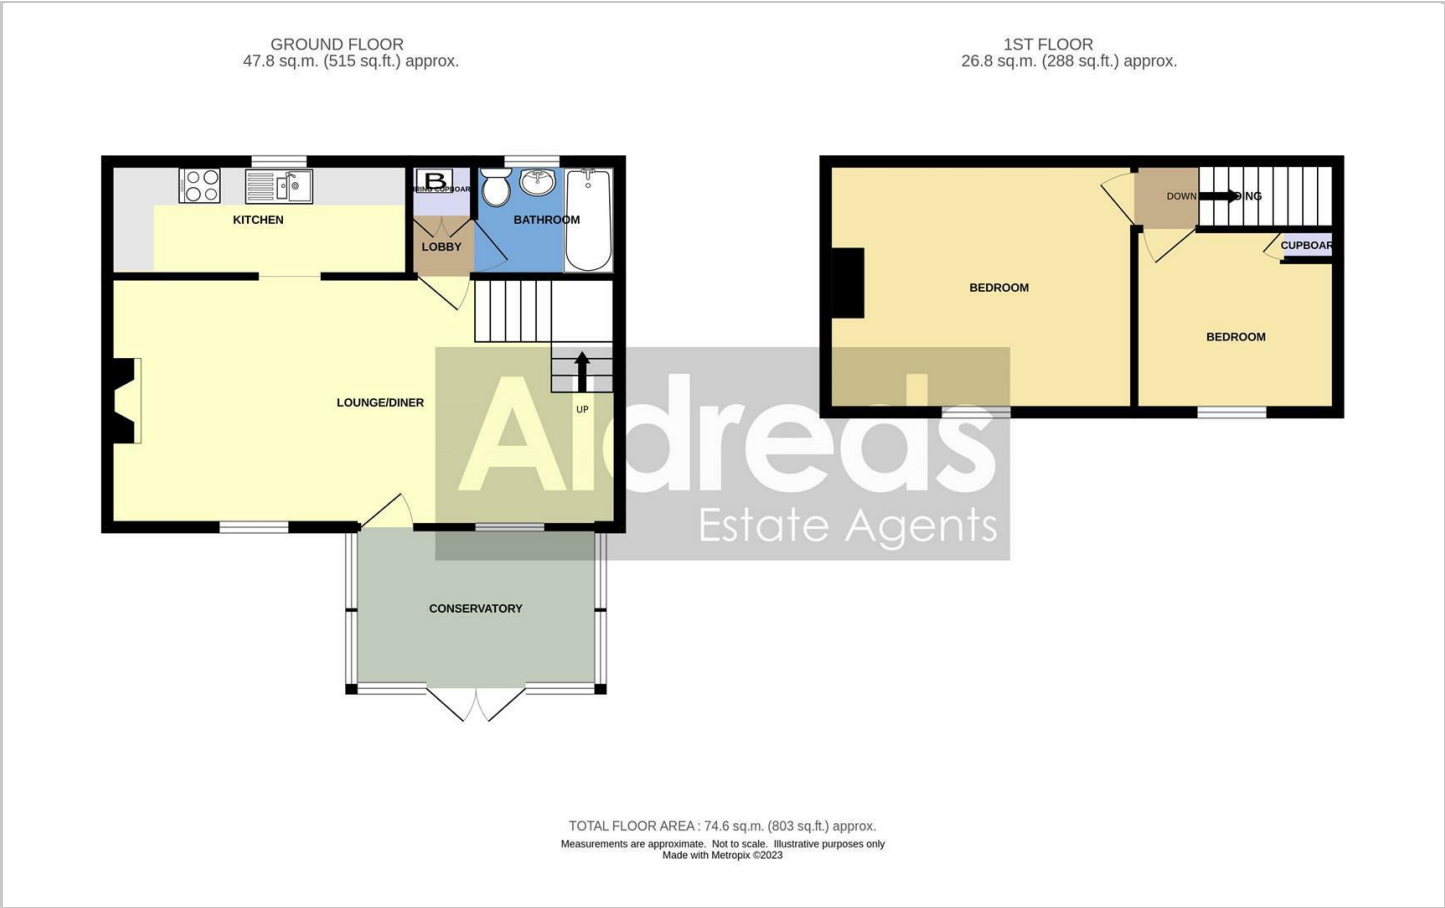 GROUND FLOOR
47.8 sq.m. (515 sq.ft.) approx.
1ST FLOOR
26.8 sq.m. (288 sq.ft.) approx.
B
KITCHEN
BATHROOM
LOBBY
LOUNGE/DINER
UP
CONSERVATORY
DOWN
CUPBOAR
BEDROOM
BEDROOM
Aldreds
Estate Agents
TOTAL FLOOR AREA : 74.6 sq.m. (803 sq.ft.) approx.
Measurements are approximate. Not to scale. Illustrative purposes only
Made with Metropix ©2023